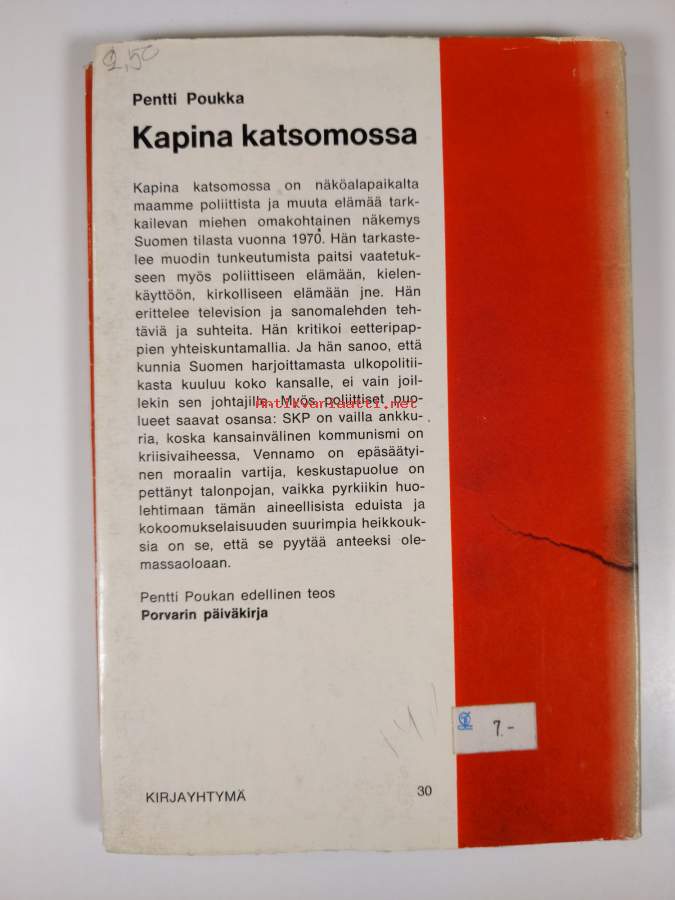 2,50
Pentti Poukka
Kapina katsomossa
Kapina katsomossa on näköalapaikalta
maamme poliittista ja muuta elämää tark-
kailevan miehen omakohtainen näkemys
Suomen tilasta vuonna 1970. Hän tarkaste-
lee muodin tunkeutumista paitsi vaatetuk-
seen myös poliittiseen elämään, kielen-
käyttöön, kirkolliseen elämään jne. Hän
erittelee television ja sanomalehden teh-
täviä ja suhteita. Hän kritikoi eetteripap-
pien yhteiskuntamallia. Ja hän sanoo, että
kunnia Suomen harjoittamasta ulkopolitii-
kasta kuuluu koko kansalle, ei vain joil-
lekin sen johtajille. Myös poliittiset puo-
Antikvariaatti.net
lueet saavat osansa: SKP on vailla ankku-
ria, koska kansainvälinen kommunismi on
kriisivaiheessa, Vennamo on epäsäätyi-
nen moraalin vartija, keskustapuolue on
pettänyt talonpojan, vaikka pyrkiikin huo-
lehtimaan tämän aineellisista eduista ja
kokoomukselaisuuden suurimpia heikkouk-
sia on se, että se pyytää anteeksi ole-
massaoloaan.
Pentti Poukan edellinen teos
Porvarin päiväkirja
7.-
KIRJAYHTYMÄ
30